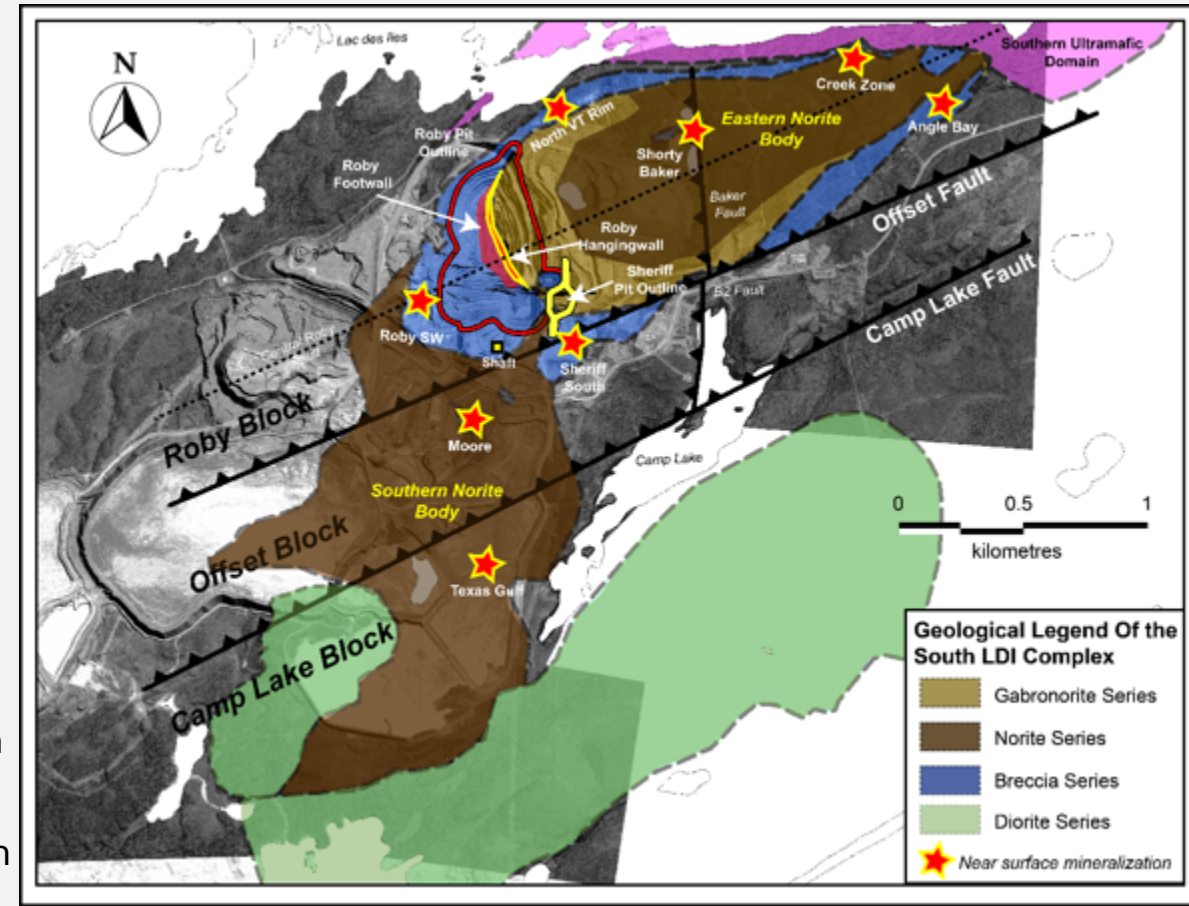 Lac des Iles
N
Southern Ultramafic
Domain
Creek Zone
North VT Rim
Roby Pit
Outline
Eastern Norite
Body
Angle Bay
Roby
Footwall
Shorty
Baker
Baker
Fault
Offset Fault
Roby
Hangingwall
Sheriff
Pit Outline
B2 Fault
Camp Lake Fault
Roby SW
Central Roby
Shaft
Sheriff
South
Roby Block
Moore
Camp Lake
Southern Norite
Body
0 0.5 1
kilometres
Offset Block
Texas Gulf
Camp Lake Block
Geological Legend Of the
South LDI Complex
Gabronorite Series
Norite Series
Breccia Series
Diorite Series
Near surface mineralization